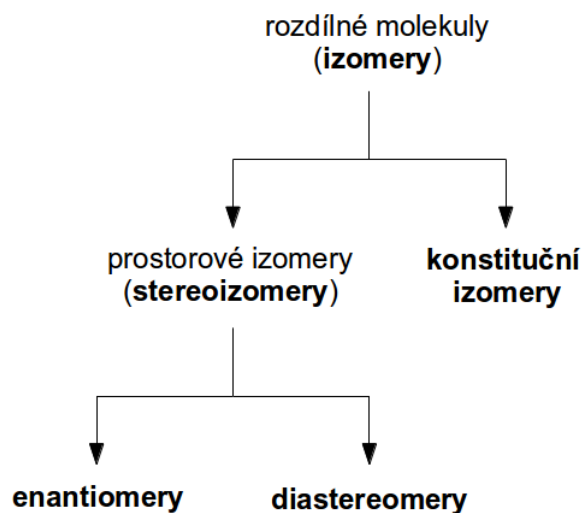 rozdílné molekuly
(izomery)
prostorové izomery
(stereoizomery)
konstituční
izomery
enantiomery
diastereomery